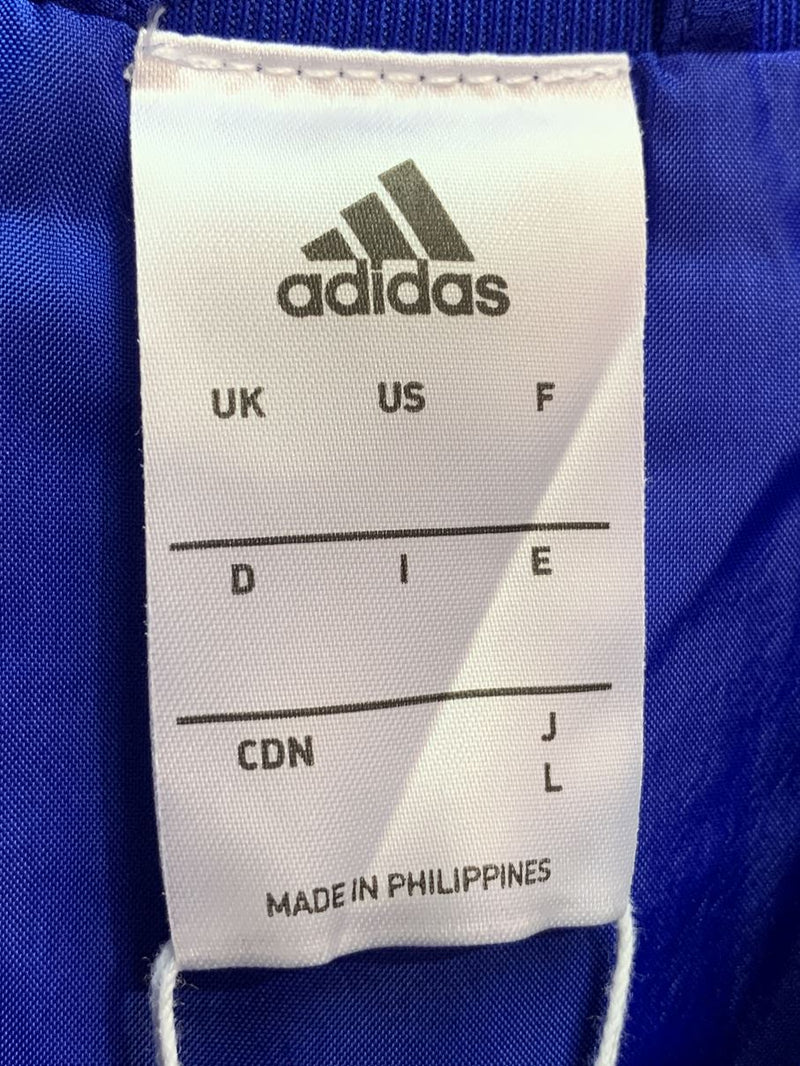 adidas
UK US F
D I E
CDN J
L
MADE IN PHILIPPINES